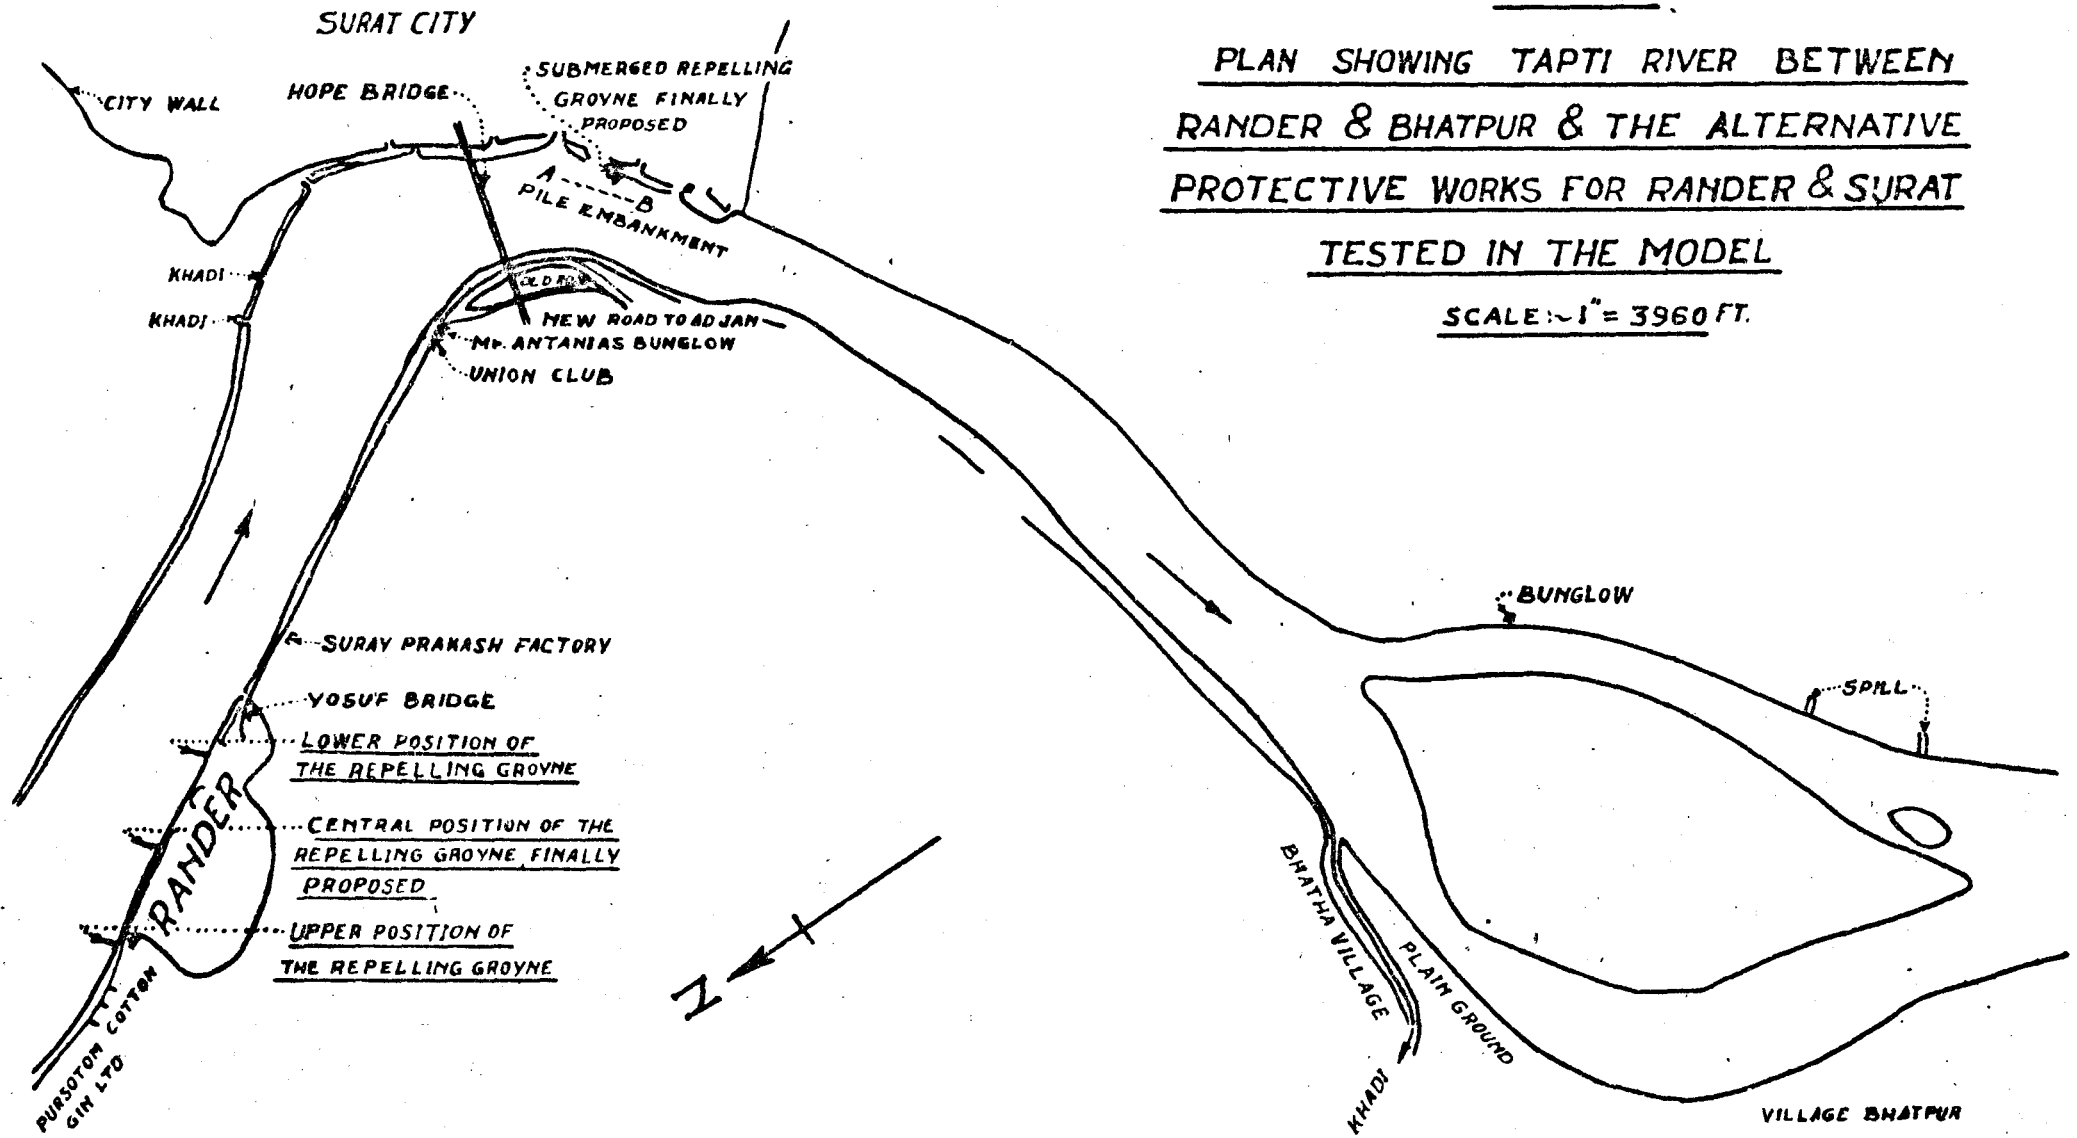 SURAT CITY
PLAN SHOWING TAPTI RIVER BETWEEN
RANDER & BHATPUR & THE ALTERNATIVE
PROTECTIVE WORKS FOR RANDER & SURAT
TESTED IN THE MODEL
SCALE:~ 1" = 3960 FT.
CITY WALL
HOPE BRIDGE
SUBMERGED REPELLING
GROYNE FINALLY
PROPOSED
A
B
PILE EMBANKMENT
KHADI
KHADI
OLD
NEW ROAD TO ADJAN
Mr. ANTANIAS BUNGLOW
UNION CLUB
BUNGLOW
SURAY PRAKASH FACTORY
SPILL
YOSUF BRIDGE
LOWER POSITION OF
THE REPELLING GROYNE
RANDER
CENTRAL POSITION OF THE
REPELLING GROYNE FINALLY
PROPOSED
UPPER POSITION OF
THE REPELLING GROYNE
N
BHATHA VILLAGE
PLAIN GROUND
KHADI
PURSOTOM COTTON
GIN LTD
VILLAGE BHATPUR